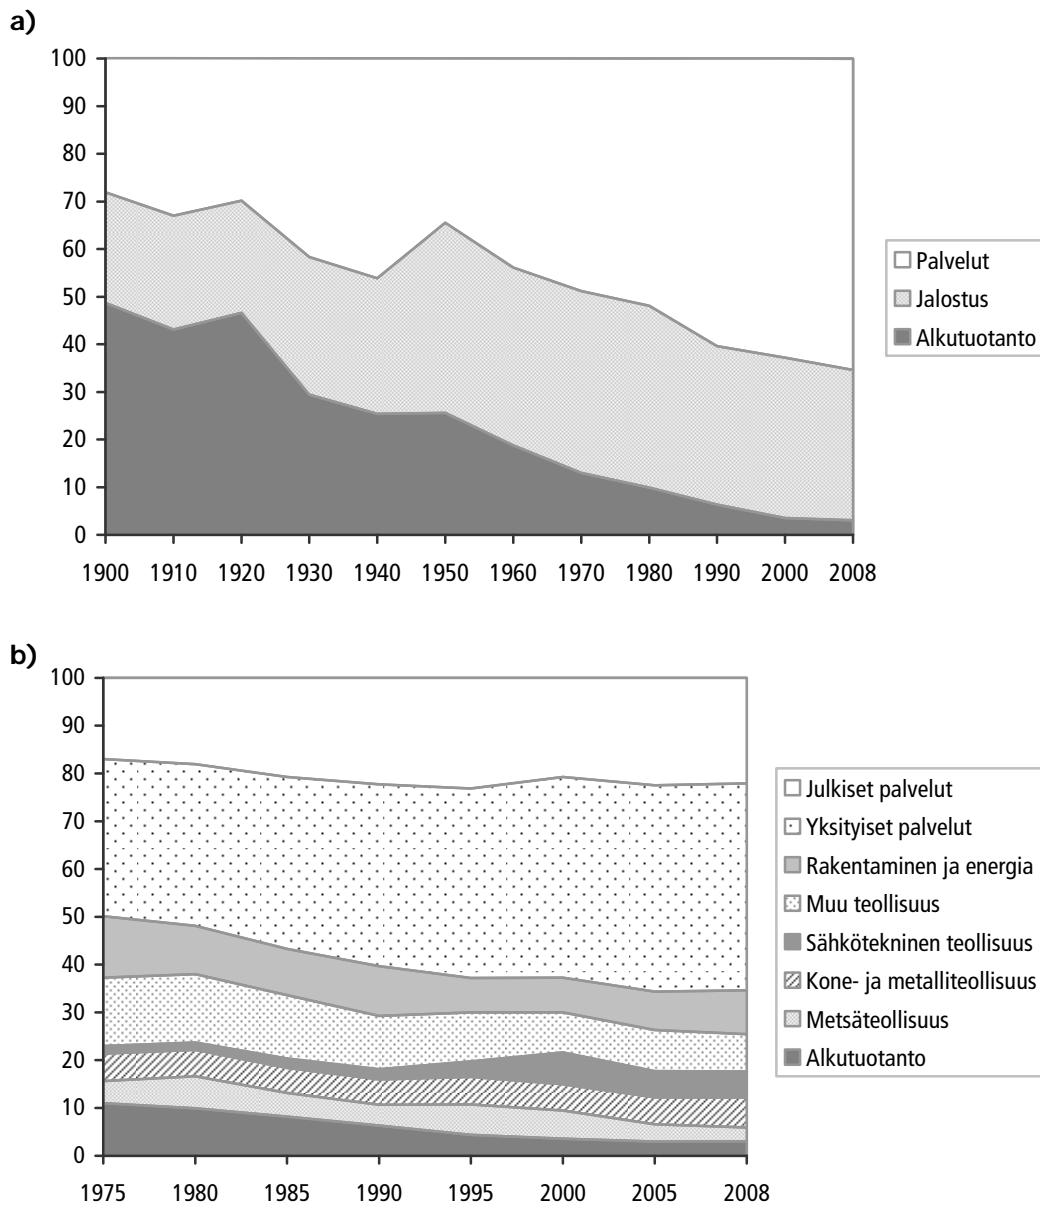 a)
100
90
80
70
60
50
40
30
20
10
0
1900 1910 1920 1930 1940 1950 1960 1970 1980 1990 2000 2008
Palvelut
Jalostus
Alkutuotanto
b)
100
90
80
70
60
50
40
30
20
10
0
1975 1980 1985 1990 1995 2000 2005 2008
Julkiset palvelut
Yksityiset palvelut
Rakentaminen ja energia
Muu teollisuus
Sähkötekninen teollisuus
Kone- ja metalliteollisuus
Metsäteollisuus
Alkutuotanto